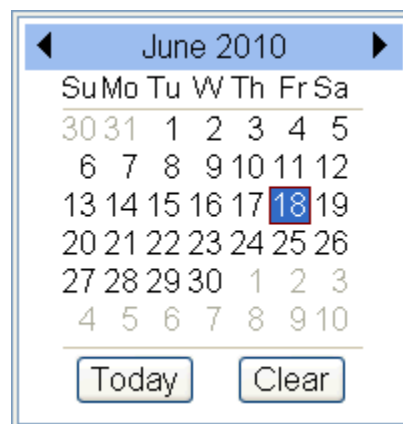 June 2010
Su Mo Tu W Th Fr Sa
30 31 1 2 3 4 5
6 7 8 9 10 11 12
13 14 15 16 17 18 19
20 21 22 23 24 25 26
27 28 29 30 1 2 3
4 5 6 7 8 9 10
Today Clear